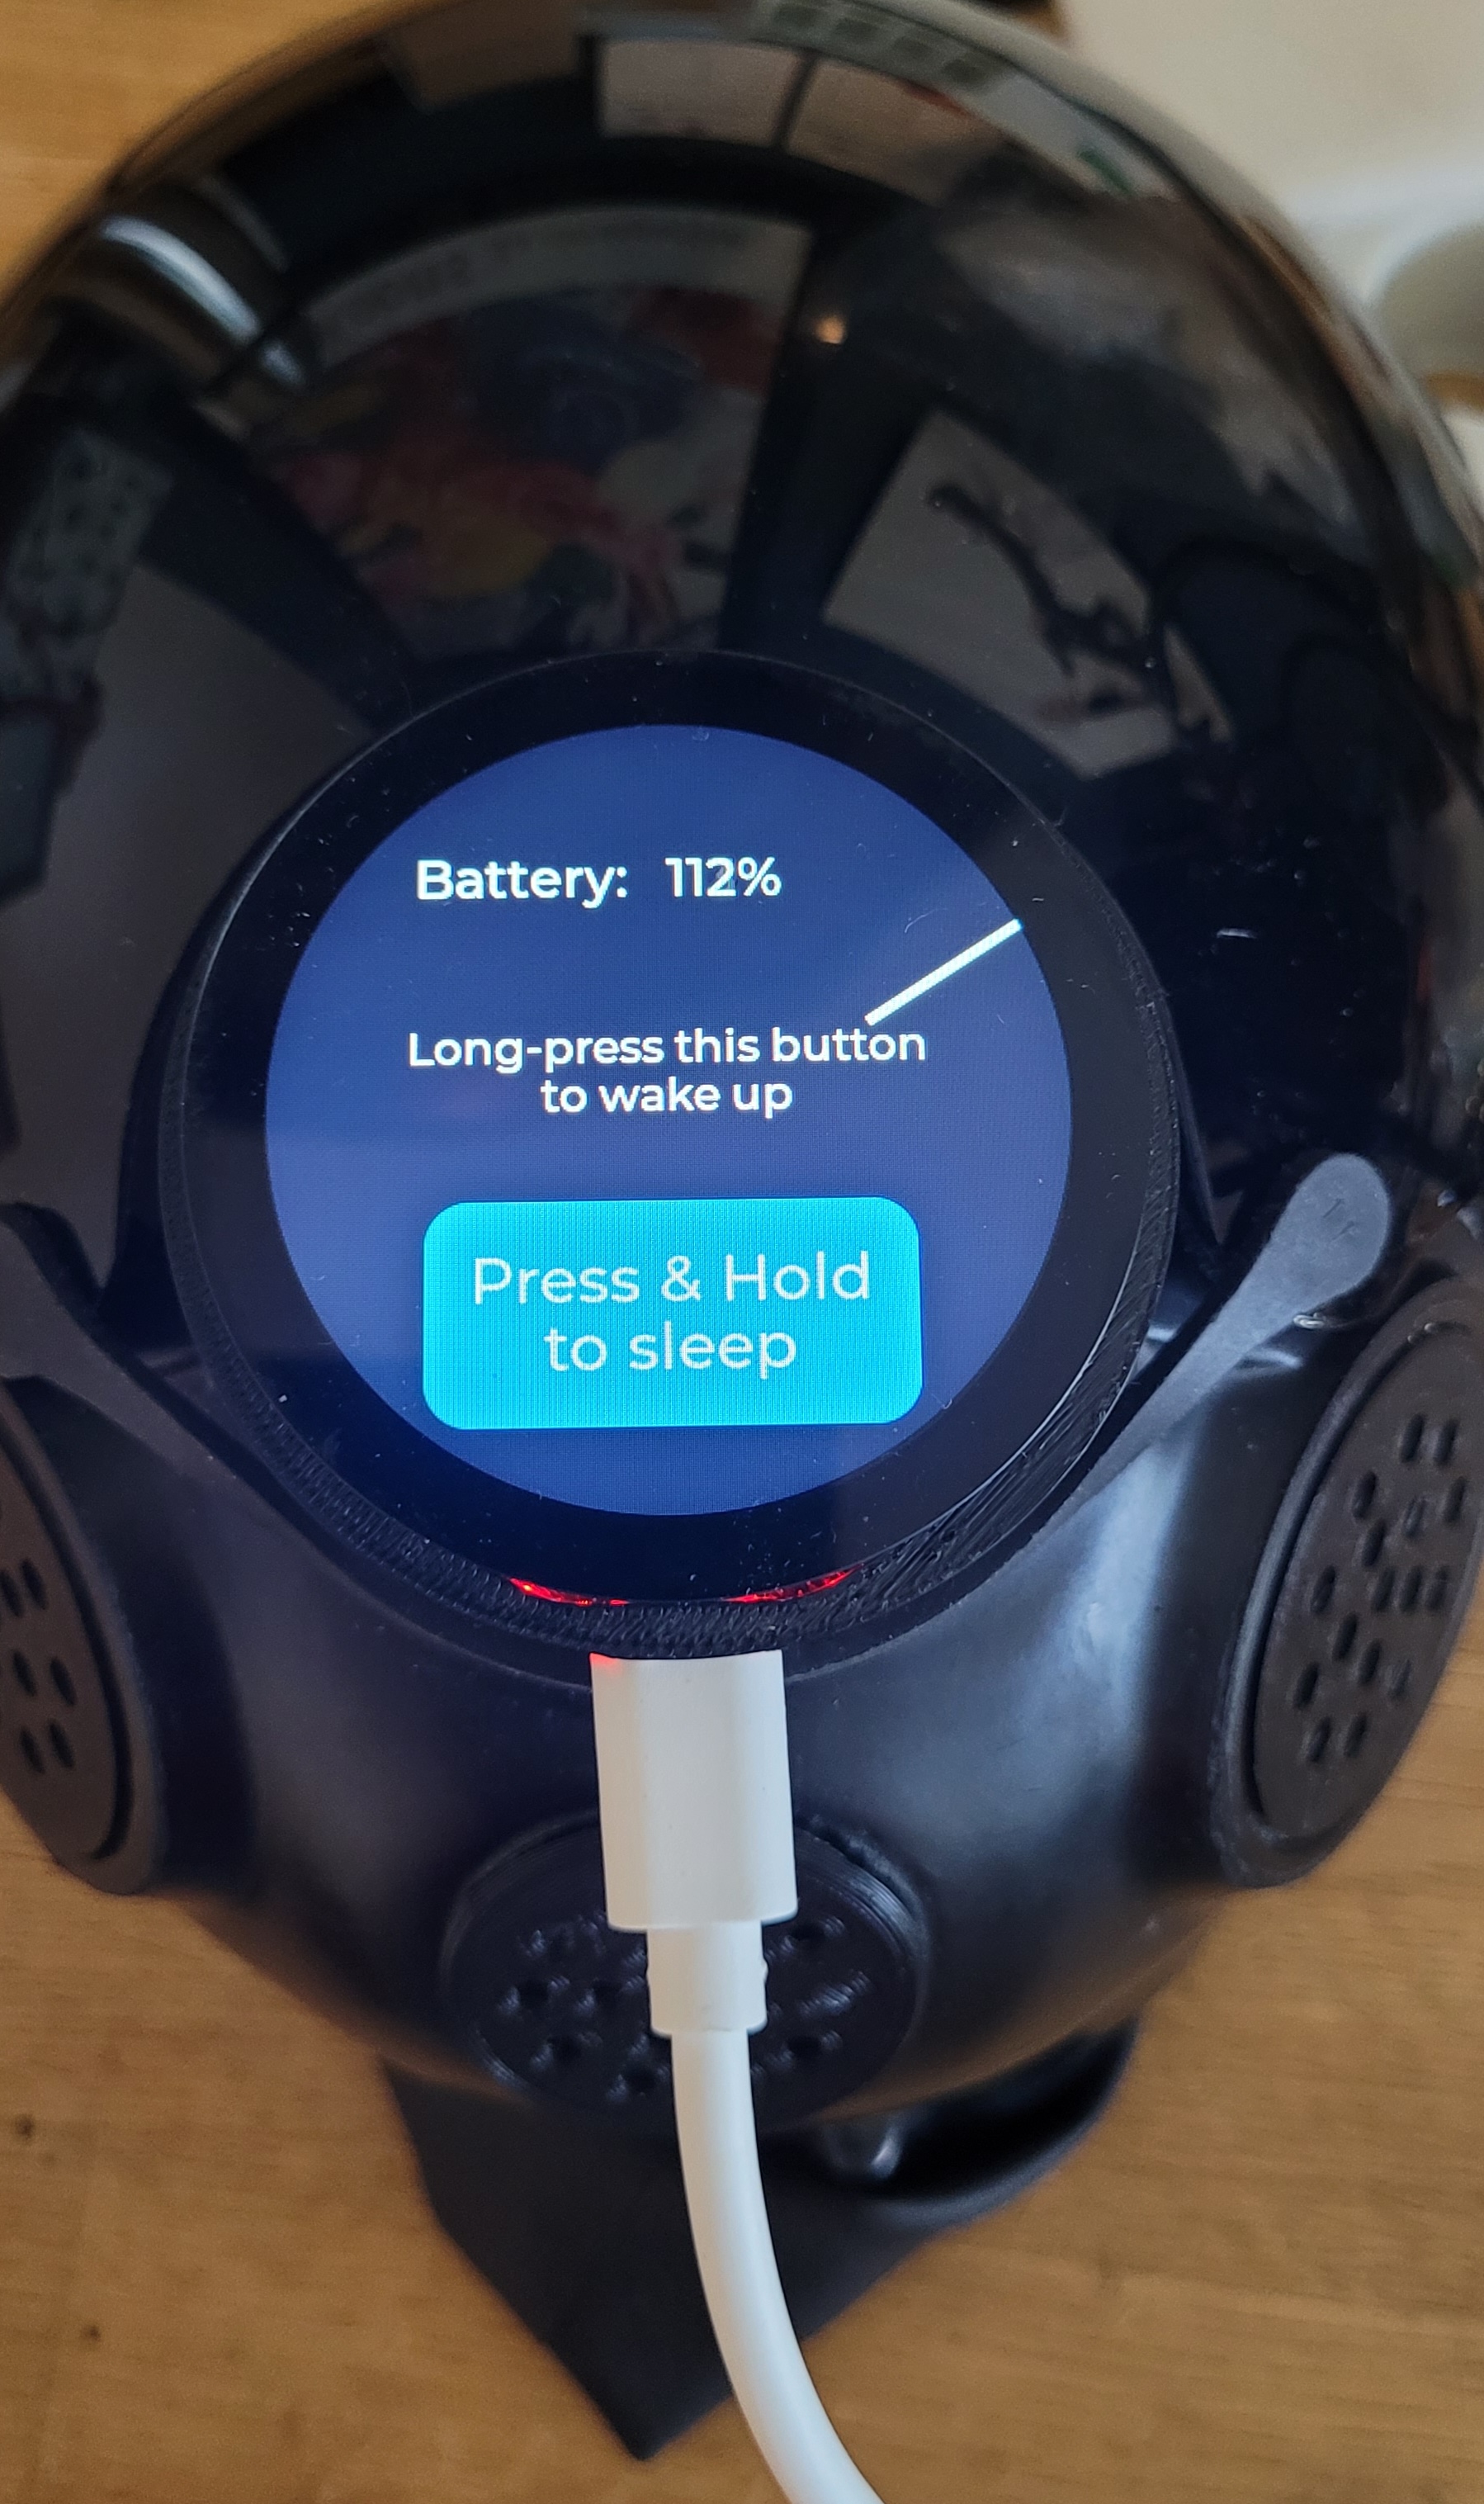 Battery: 112%
Long-press this button
to wake up
Press & Hold
to sleep